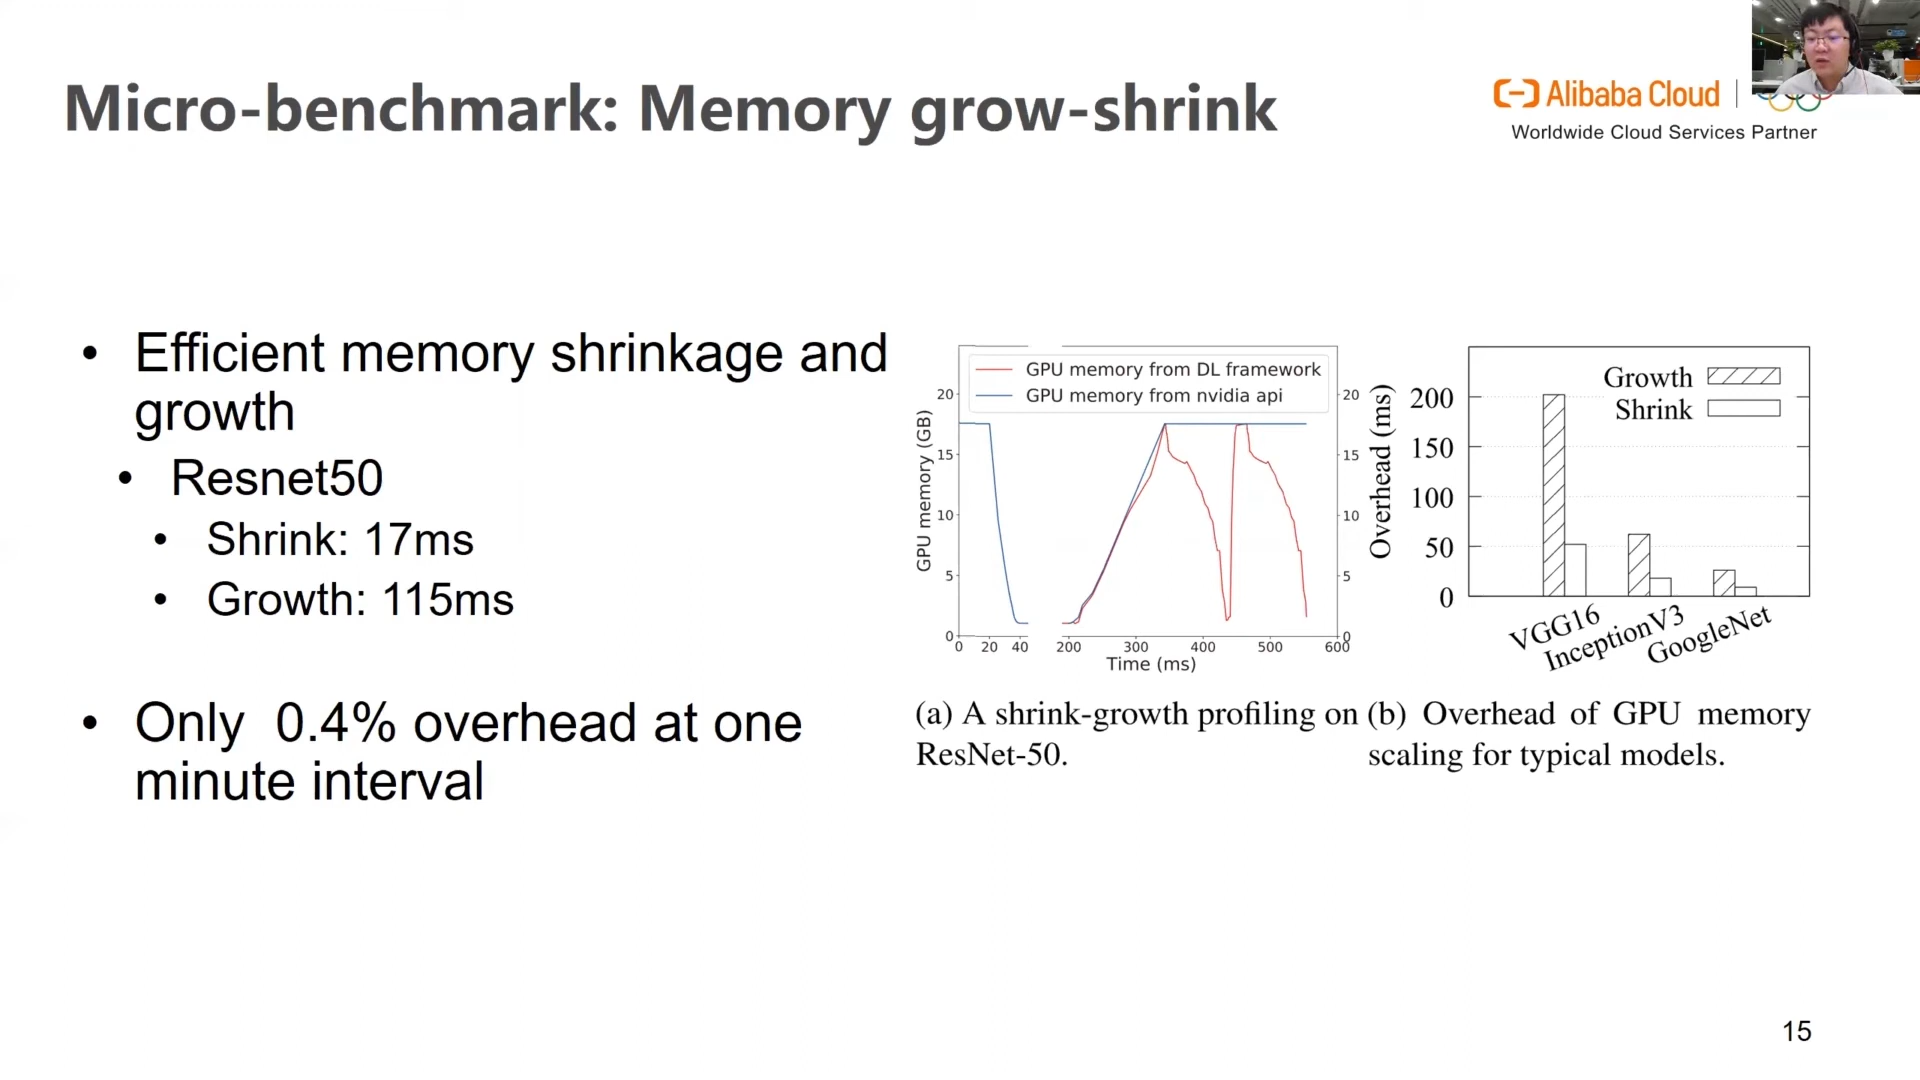 Micro-benchmark: Memory grow-shrink
Alibaba Cloud
Worldwide Cloud Services Partner
• Efficient memory shrinkage and
growth
• Resnet50
• Shrink: 17ms
• Growth: 115ms
• Only 0.4% overhead at one
minute interval
GPU memory from DL framework
GPU memory from nvidia api
GPU memory (GB)
20
15
10
5
0
20
15
10
5
0
0 20 40 200 300 400 500 600
Time (ms)
(a) A shrink-growth profiling on
ResNet-50.
Growth
Shrink
Overhead (ms)
200
150
100
50
0
VGG16
InceptionV3
GoogleNet
(b) Overhead of GPU memory
scaling for typical models.
15